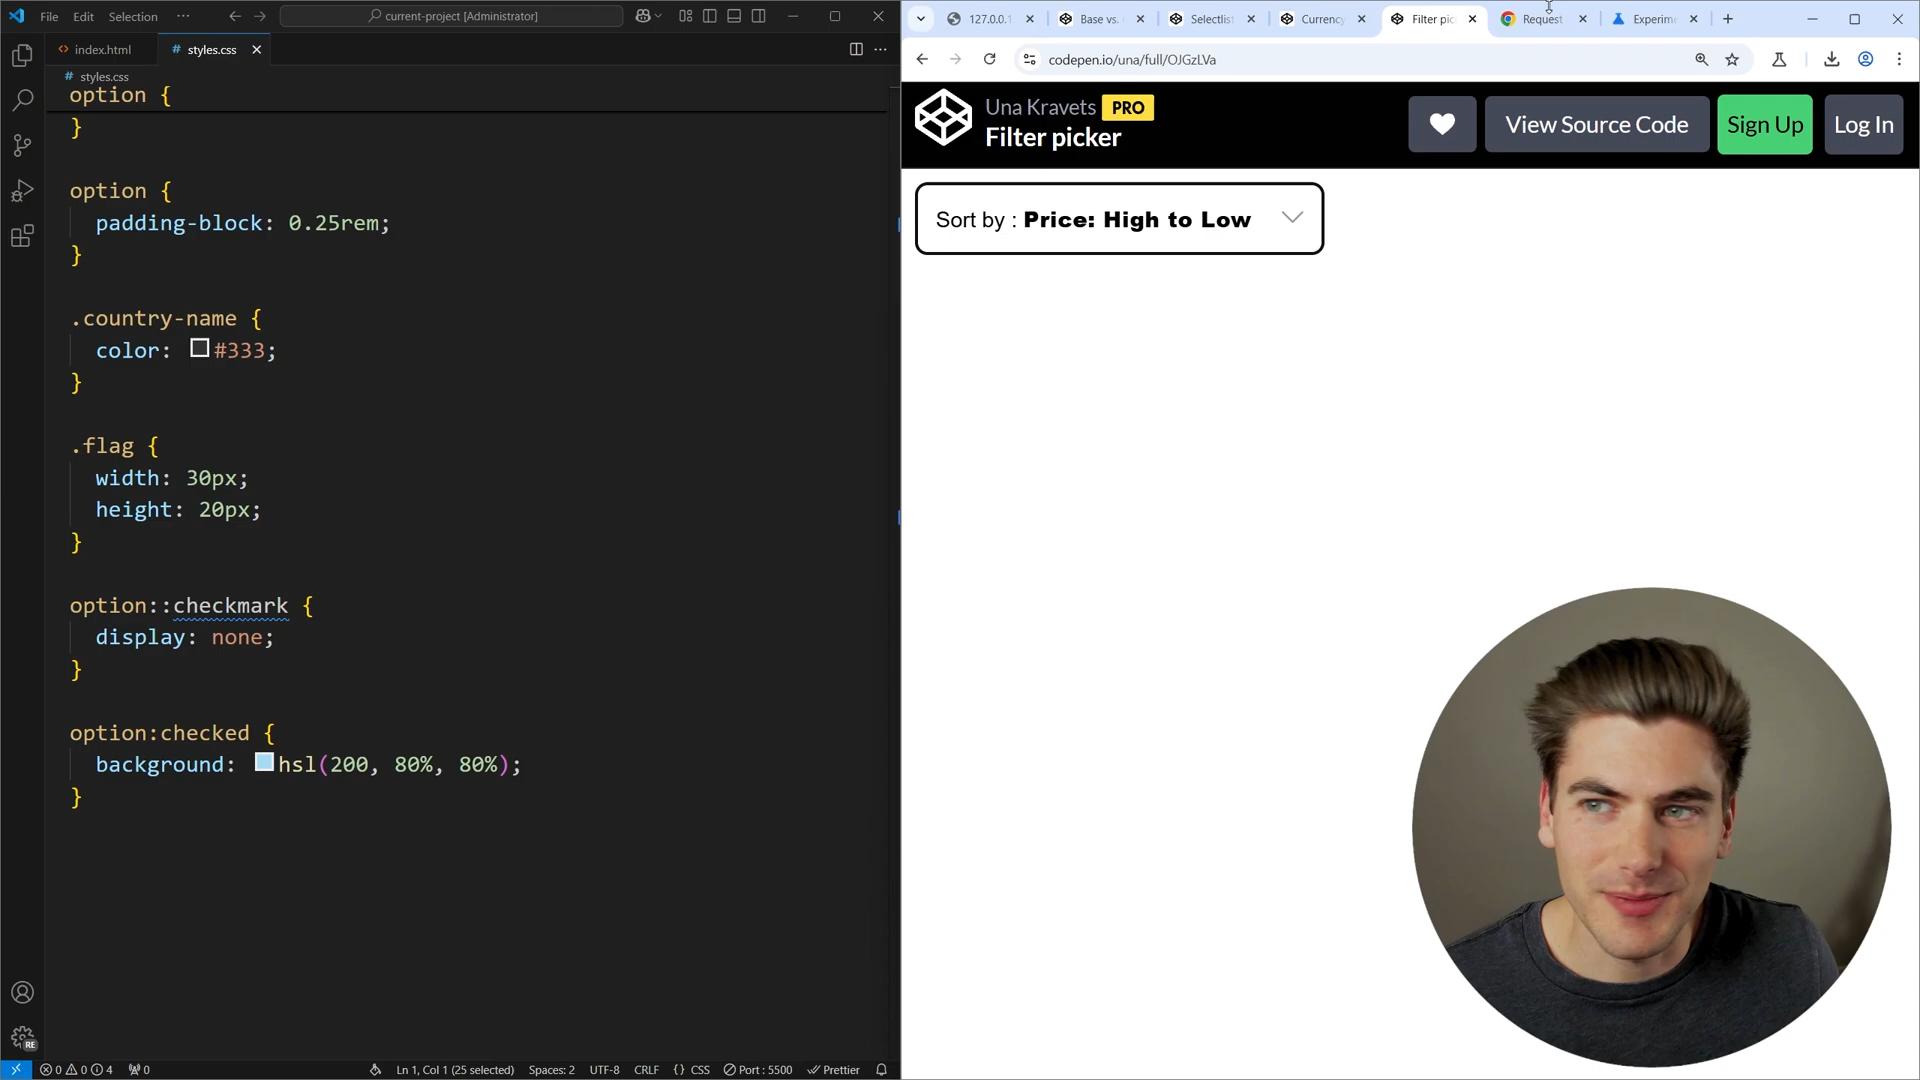 File Edit Selection ··· current-project [Administrator]
index.html
styles.css
# styles.css
option {
}
option {
padding-block: 0.25rem;
}
.country-name {
color: #333;
}
.flag {
width: 30px;
height: 20px;
}
option::checkmark {
display: none;
}
option:checked {
background: hsl(200, 80%, 80%);
}
RE
0 0 4 0 Ln 1, Col 1 (25 selected) Spaces: 2 UTF-8 CRLF {} CSS Port : 5500 Prettier
127.0.0.1
Base vs.
Selectlis
Currency
Filter pic
Request
Experim
codepen.io/una/full/OJGzLVa
Una Kravets PRO
Filter picker
View Source Code
Sign Up
Log In
Sort by : Price: High to Low